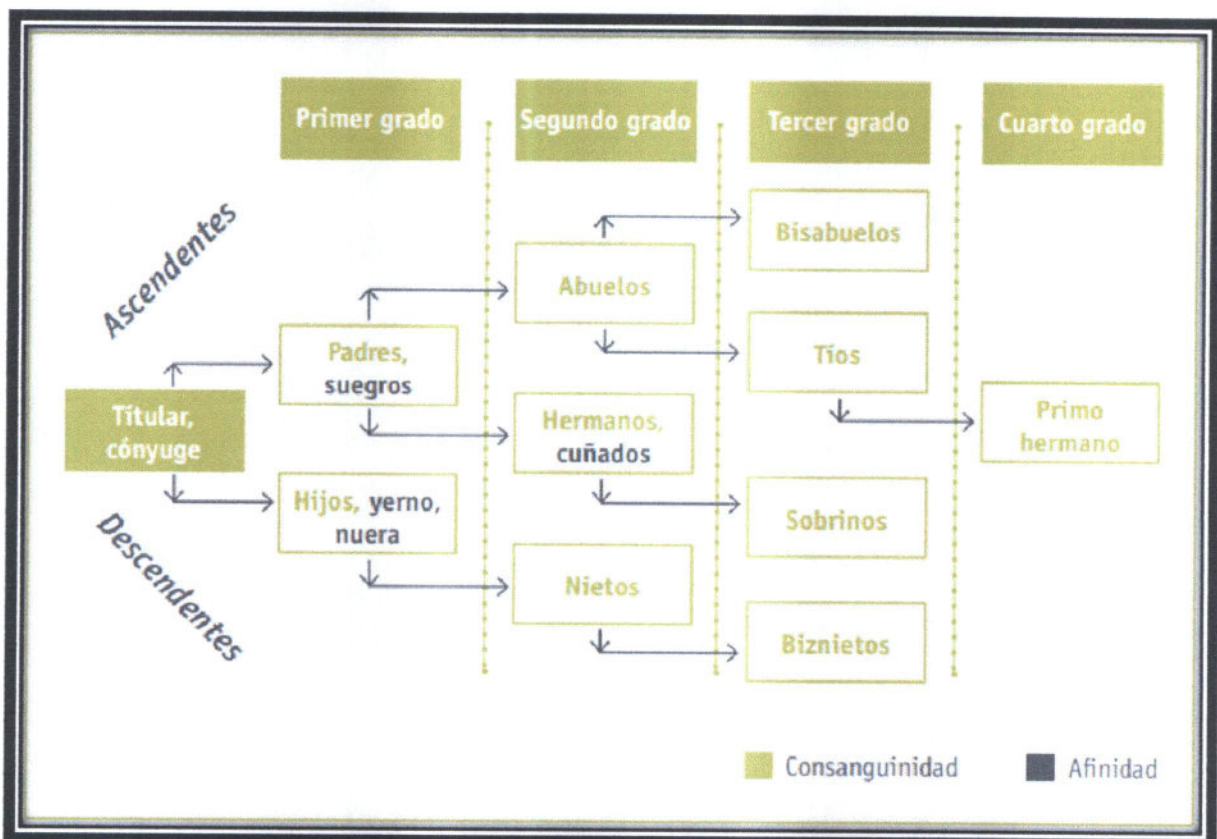 Primer grado
Segundo grado
Tercer grado
Cuarto grado
Ascendentes
Bisabuelos
Abuelos
Padres,
suegros
Tíos
Títular,
cónyuge
Hermanos,
cuñados
Primo
hermano
Hijos, yerno,
nuera
Sobrinos
Descendentes
Nietos
Biznietos
Consanguinidad
Afinidad